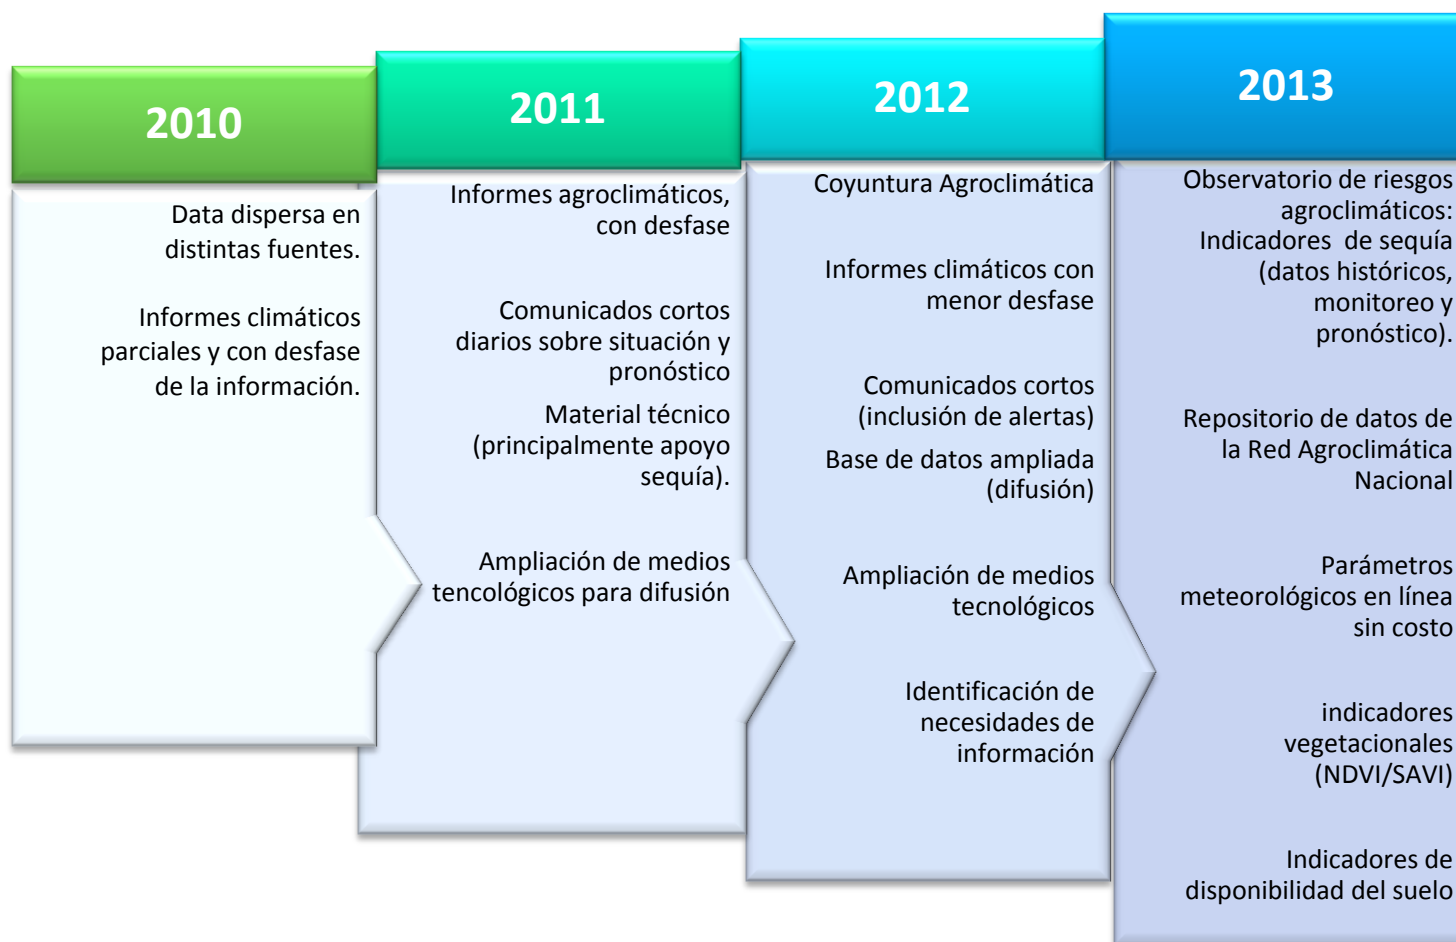 2010
Data dispersa en
distintas fuentes.
Informes climáticos
parciales y con desfase
de la información.
2011
Informes agroclimáticos,
con desfase
Comunicados cortos
diarios sobre situación y
pronóstico
Material técnico
(principalmente apoyo
sequía).
Ampliación de medios
tencológicos para difusión
2012
Coyuntura Agroclimática
Informes climáticos con
menor desfase
Comunicados cortos
(inclusión de alertas)
Base de datos ampliada
(difusión)
Ampliación de medios
tecnológicos
Identificación de
necesidades de
información
2013
Observatorio de riesgos
agroclimáticos:
Indicadores de sequía
(datos históricos,
monitoreo y
pronóstico).
Repositorio de datos de
la Red Agroclimática
Nacional
Parámetros
meteorológicos en línea
sin costo
indicadores
vegetacionales
(NDVI/SAVI)
Indicadores de
disponibilidad del suelo